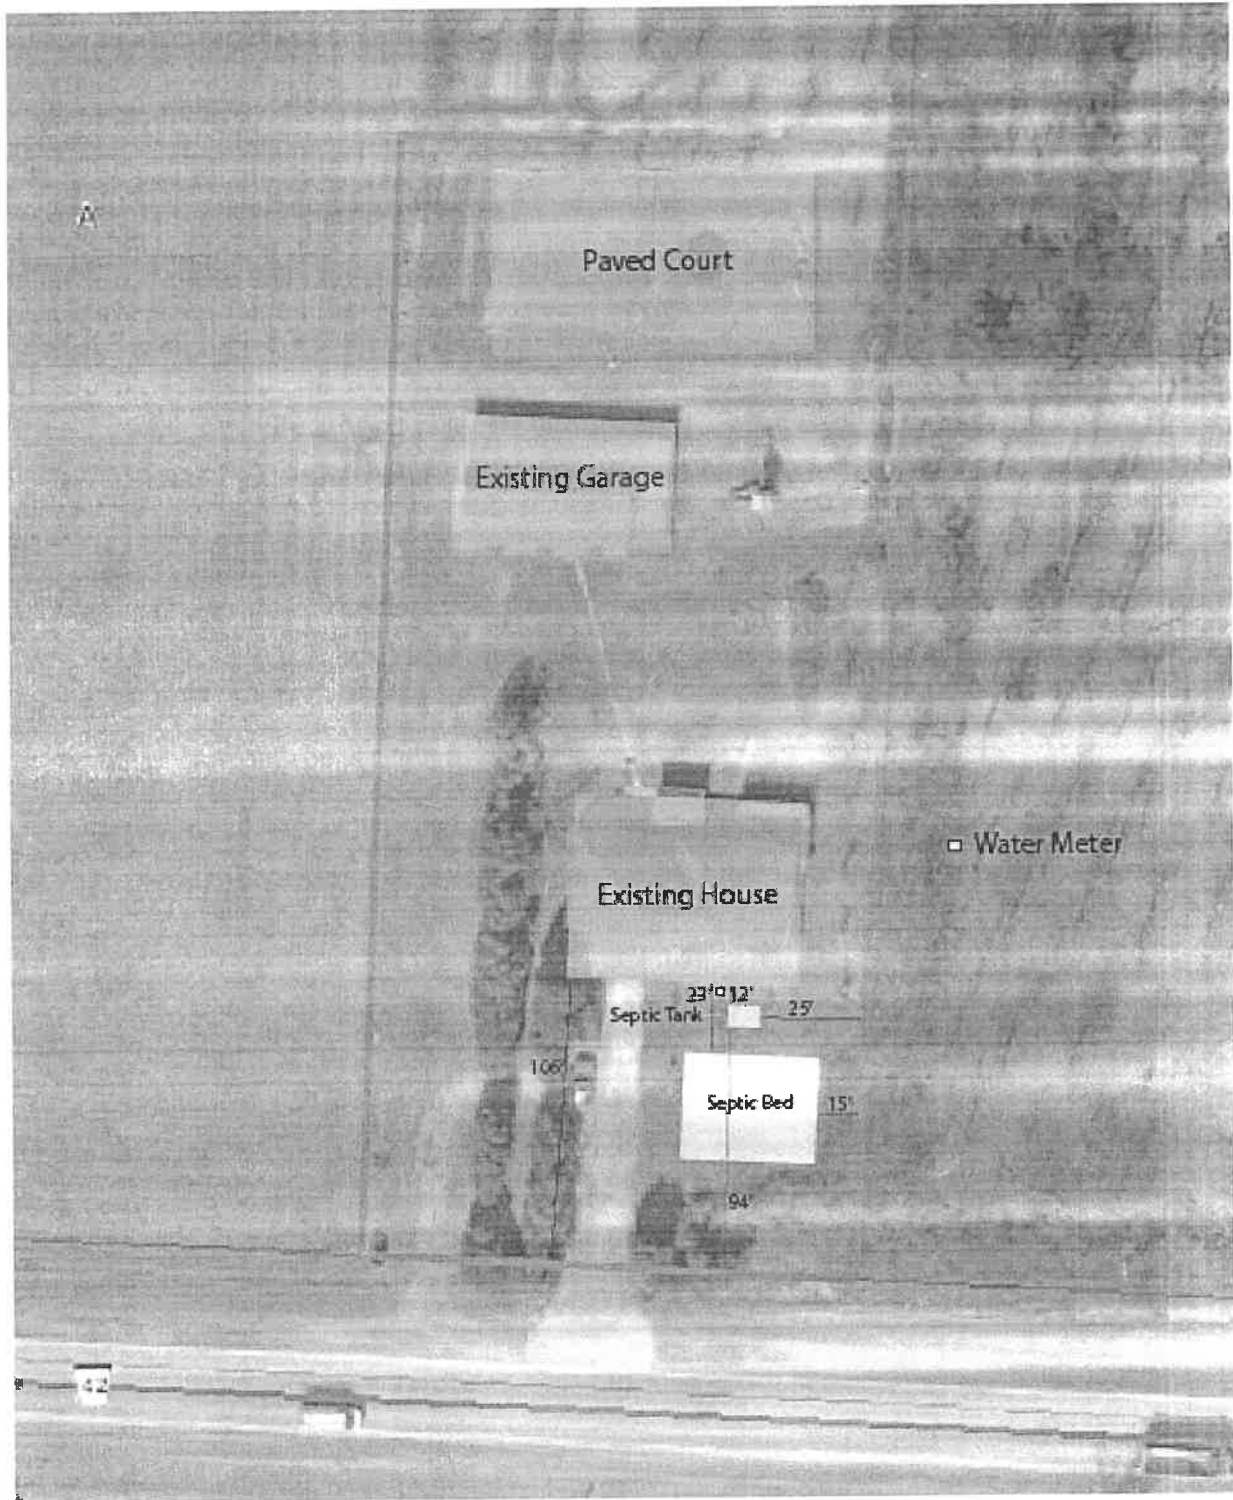 A
Paved Court
Existing Garage
Water Meter
Existing House
23' 12'
Septic Tank
25'
106'
Septic Bed
15'
94'
42